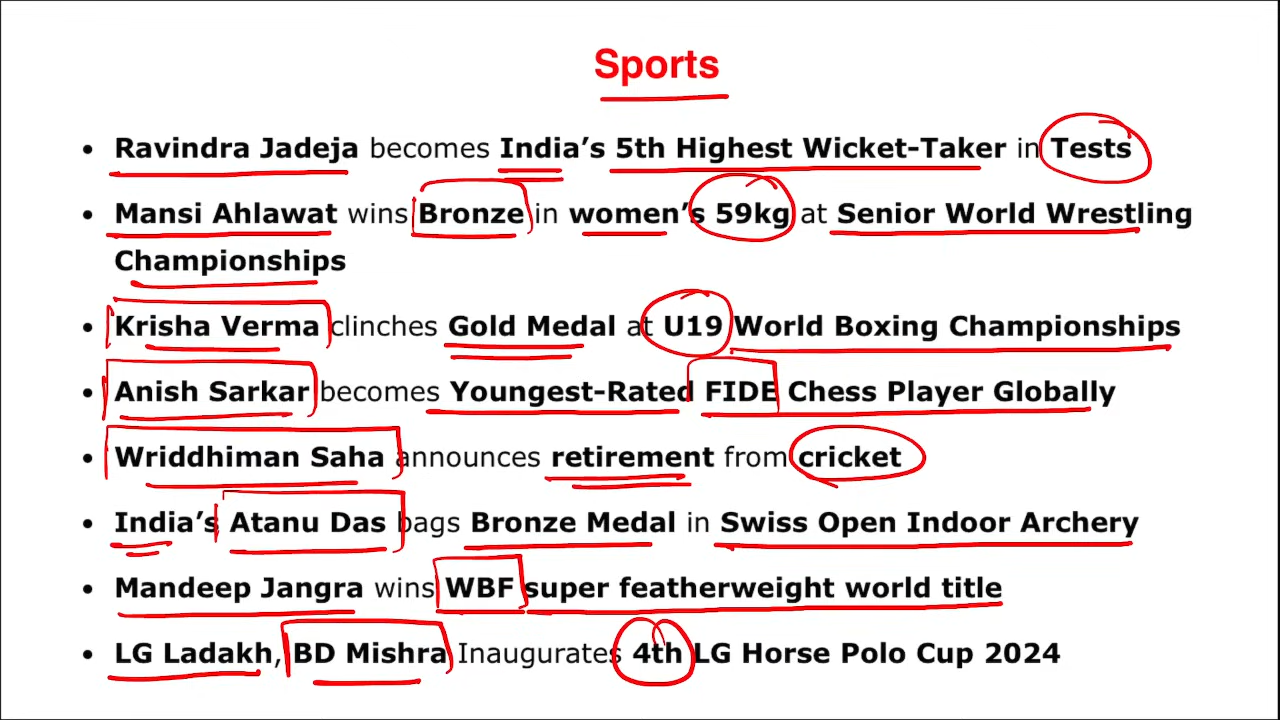 Sports
• Ravindra Jadeja becomes India’s 5th Highest Wicket-Taker in Tests
• Mansi Ahlawat wins Bronze in women’s 59kg at Senior World Wrestling
Championships
• Krisha Verma clinches Gold Medal at U19 World Boxing Championships
• Anish Sarkar becomes Youngest-Rated FIDE Chess Player Globally
• Wriddhiman Saha announces retirement from cricket
• India’s Atanu Das bags Bronze Medal in Swiss Open Indoor Archery
• Mandeep Jangra wins WBF super featherweight world title
• LG Ladakh, BD Mishra Inaugurates 4th LG Horse Polo Cup 2024